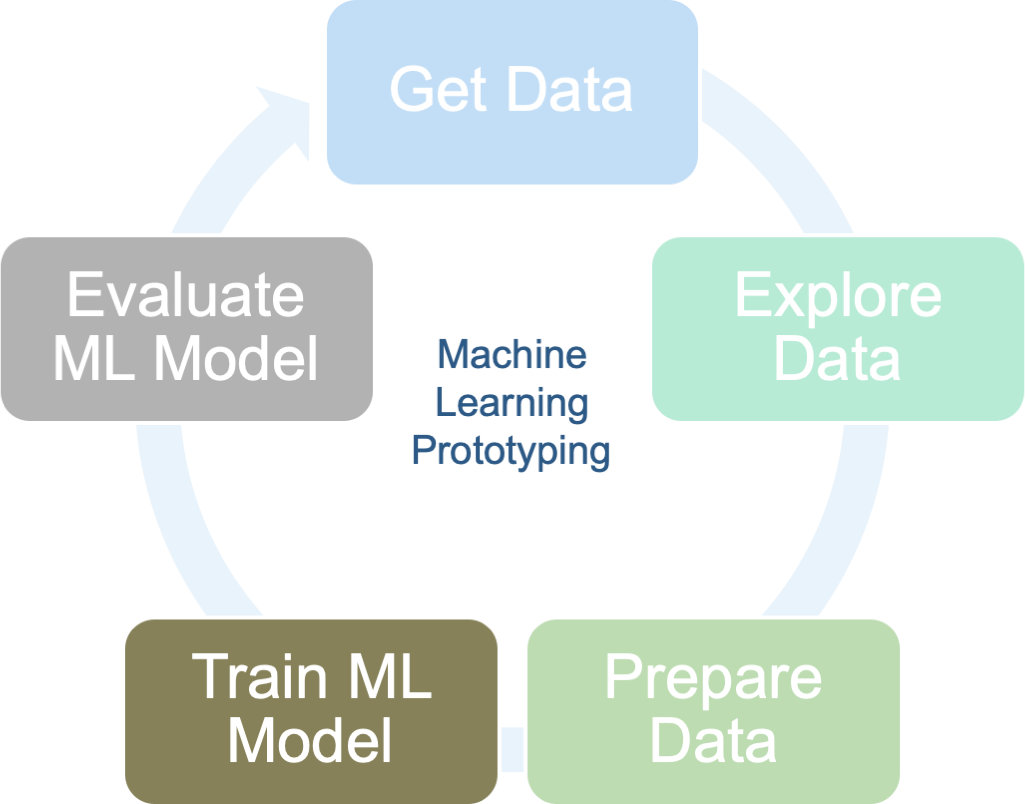 Get Data
Explore
Data
Prepare
Data
Train ML
Model
Evaluate
ML Model
Machine
Learning
Prototyping